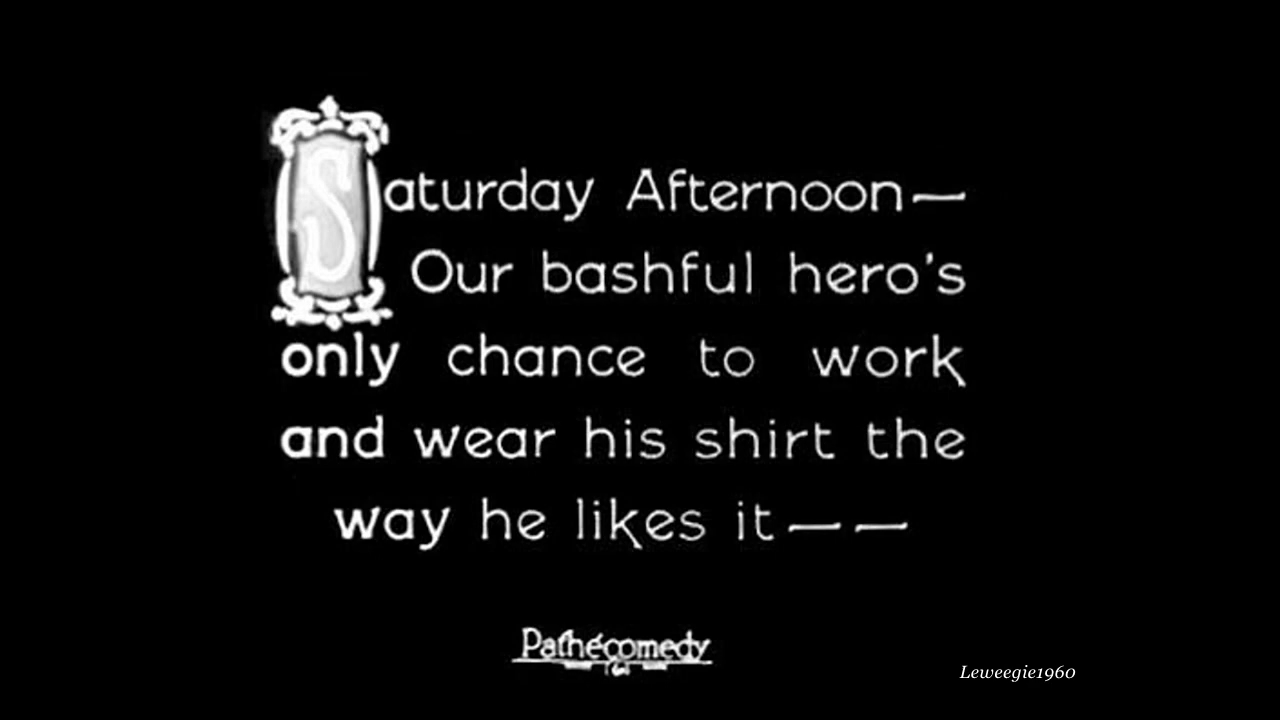 Saturday Afternoon—
Our bashful hero's
only chance to work
and wear his shirt the
way he likes it——
Pathécomedy
Leweegie1960